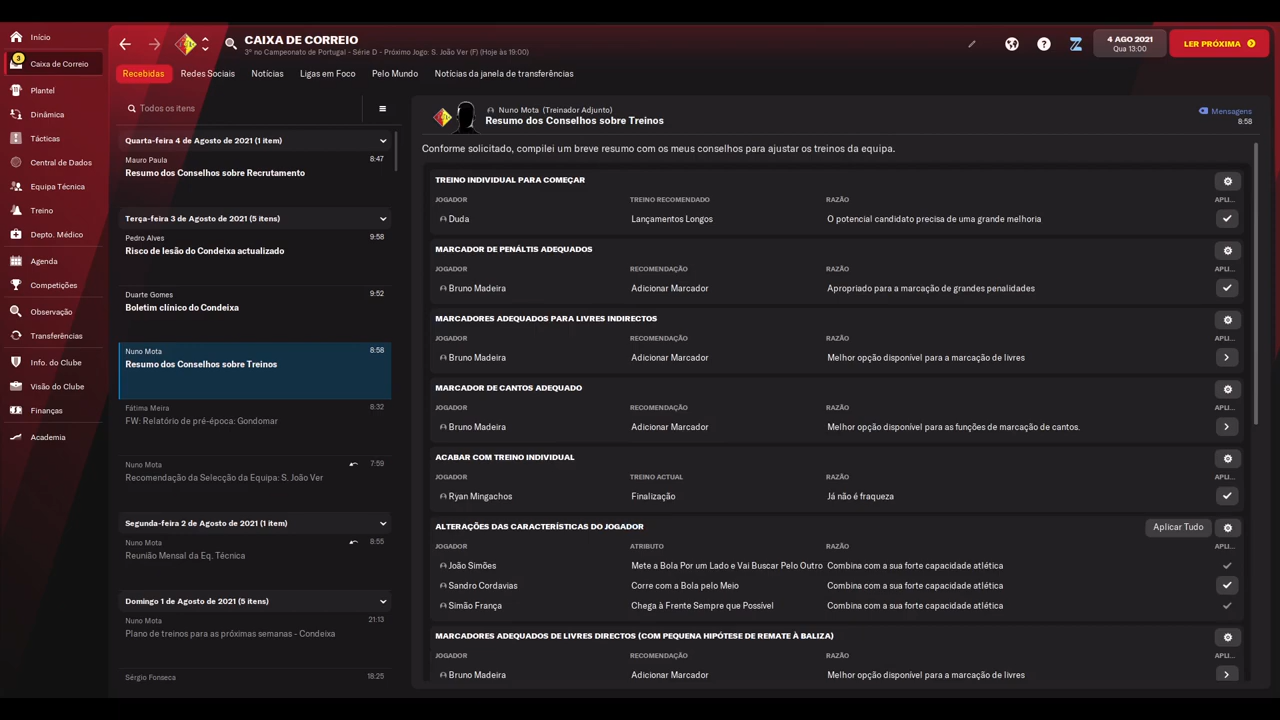 Início
3
Caixa de Correio
Plantel
Dinâmica
Tácticas
Central de Dados
Equipa Técnica
Treino
Depto. Médico
Agenda
Competições
Observação
Transferências
Info. do Clube
Visão do Clube
Finanças
Academia
CAIXA DE CORREIO
3º no Campeonato de Portugal - Série D - Próximo Jogo: S. João Ver (F) (Hoje às 19:00)
4 AGO 2021
Qua 13:00
LER PRÓXIMA
Recebidas Redes Sociais Notícias Ligas em Foco Pelo Mundo Notícias da janela de transferências
Todos os itens
Quarta-feira 4 de Agosto de 2021 (1 item)
Mauro Paula 8:47
Resumo dos Conselhos sobre Recrutamento
Terça-feira 3 de Agosto de 2021 (5 itens)
Pedro Alves 9:58
Risco de lesão do Condeixa actualizado
Duarte Gomes 9:52
Boletim clínico do Condeixa
Nuno Mota 8:58
Resumo dos Conselhos sobre Treinos
Fátima Meira 8:32
FW: Relatório de pré-época: Gondomar
Nuno Mota 7:59
Recomendação da Selecção da Equipa: S. João Ver
Segunda-feira 2 de Agosto de 2021 (1 item)
Nuno Mota 8:55
Reunião Mensal da Eq. Técnica
Domingo 1 de Agosto de 2021 (5 itens)
Nuno Mota 21:13
Plano de treinos para as próximas semanas - Condeixa
Sérgio Fonseca 18:25
Nuno Mota (Treinador Adjunto)
Resumo dos Conselhos sobre Treinos
Mensagens
8:58
Conforme solicitado, compilei um breve resumo com os meus conselhos para ajustar os treinos da equipa.
TREINO INDIVIDUAL PARA COMEÇAR
JOGADOR TREINO RECOMENDADO RAZÃO APLI...
Duda Lançamentos Longos O potencial candidato precisa de uma grande melhoria
MARCADOR DE PENÁLTIS ADEQUADOS
JOGADOR RECOMENDAÇÃO RAZÃO APLI...
Bruno Madeira Adicionar Marcador Apropriado para a marcação de grandes penalidades
MARCADORES ADEQUADOS PARA LIVRES INDIRECTOS
JOGADOR RECOMENDAÇÃO RAZÃO APLI...
Bruno Madeira Adicionar Marcador Melhor opção disponível para a marcação de livres
MARCADOR DE CANTOS ADEQUADO
JOGADOR RECOMENDAÇÃO RAZÃO APLI...
Bruno Madeira Adicionar Marcador Melhor opção disponível para as funções de marcação de cantos.
ACABAR COM TREINO INDIVIDUAL
JOGADOR TREINO ACTUAL RAZÃO APLI...
Ryan Mingachos Finalização Já não é fraqueza
ALTERAÇÕES DAS CARACTERÍSTICAS DO JOGADOR Aplicar Tudo
JOGADOR ATRIBUTO RAZÃO APLI...
João Simões Mete a Bola Por um Lado e Vai Buscar Pelo Outro Combina com a sua forte capacidade atlética
Sandro Cordavias Corre com a Bola pelo Meio Combina com a sua forte capacidade atlética
Simão França Chega à Frente Sempre que Possível Combina com a sua forte capacidade atlética
MARCADORES ADEQUADOS DE LIVRES DIRECTOS (COM PEQUENA HIPÓTESE DE REMATE À BALIZA)
JOGADOR RECOMENDAÇÃO RAZÃO APLI...
Bruno Madeira Adicionar Marcador Melhor opção disponível para a marcação de livres